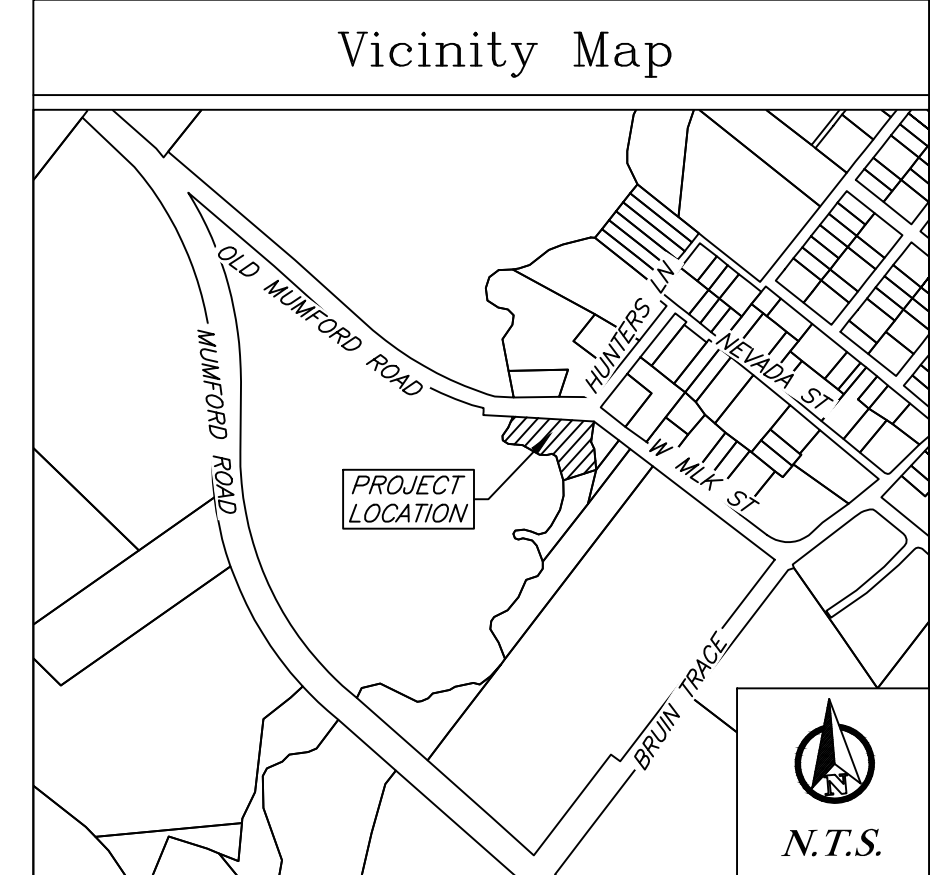 Vicinity Map
OLD MUMFORD ROAD
MUMFORD ROAD
HUNTERS LN
NEVADA ST.
W MLK ST
PROJECT
LOCATION
BRUIN TRACE
N
N.T.S.